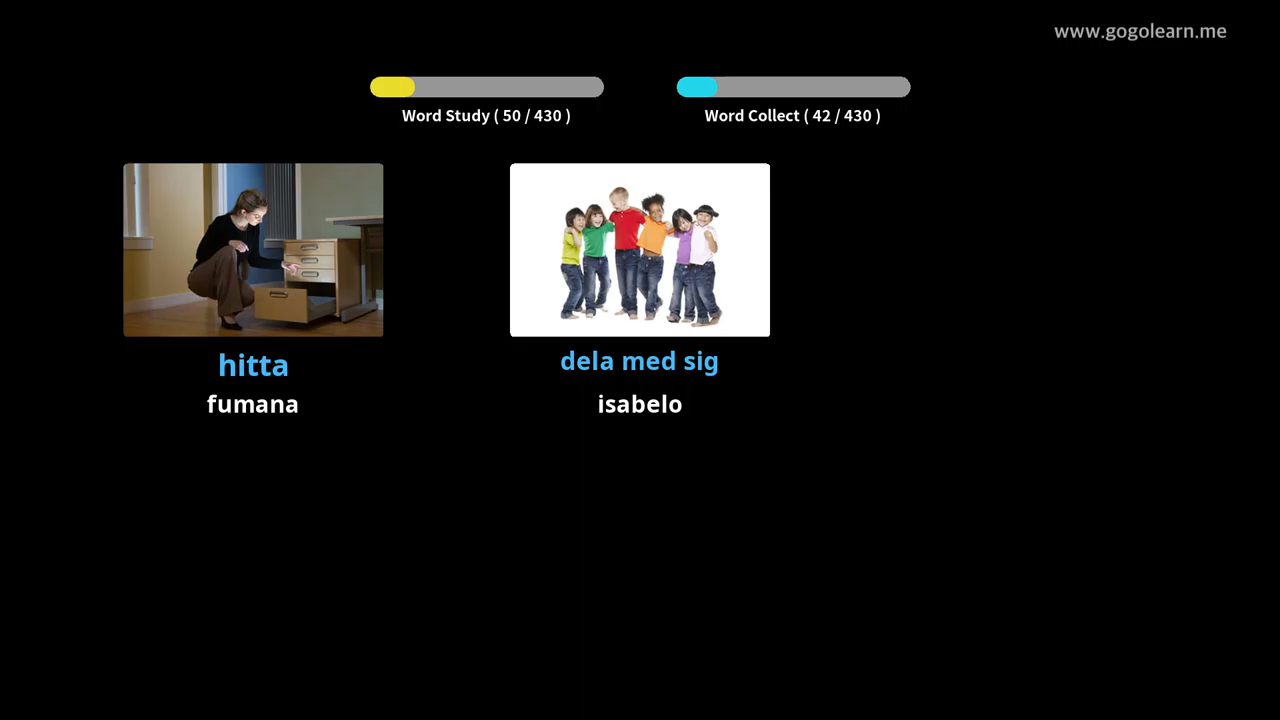 www.gogolearn.me
Word Study ( 50 / 430 )
Word Collect ( 42 / 430 )
hitta
fumana
dela med sig
isabelo